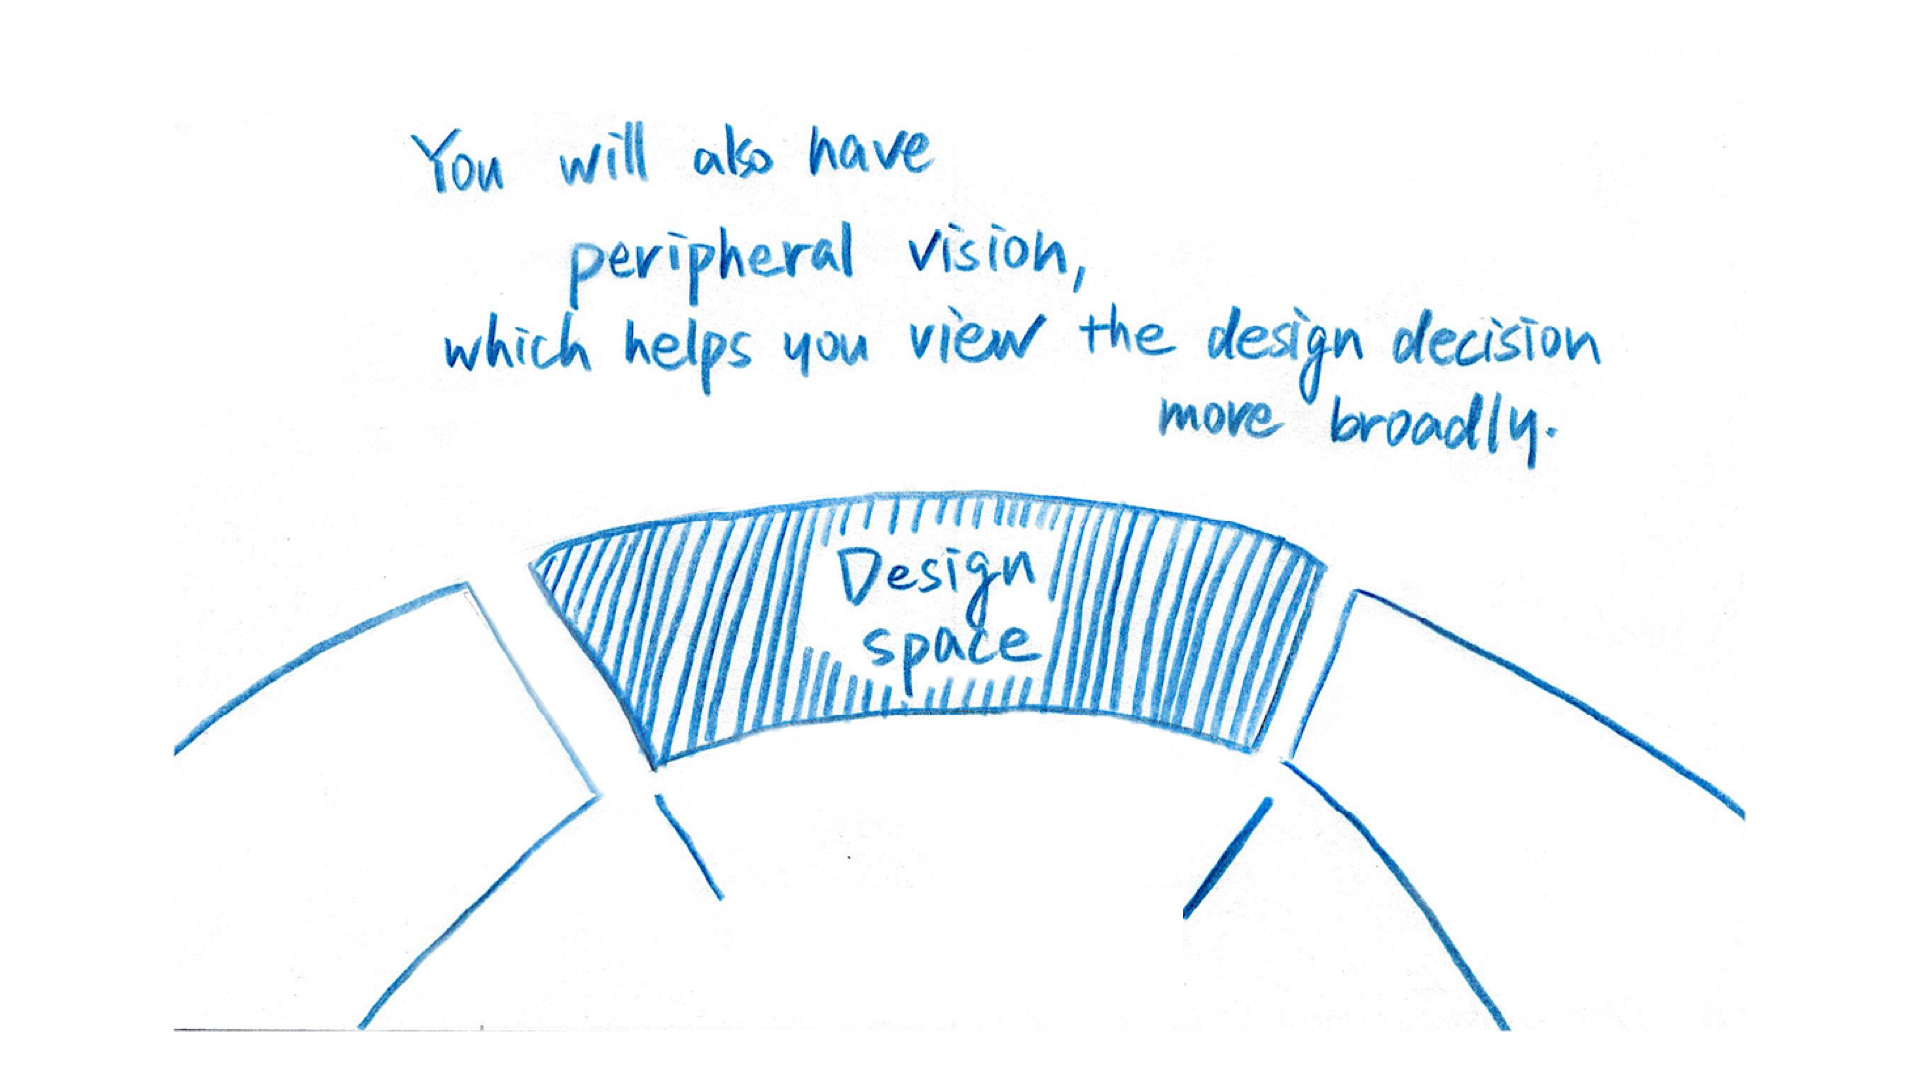 You will also have
peripheral vision,
which helps you view the design decision
more broadly.
Design
space